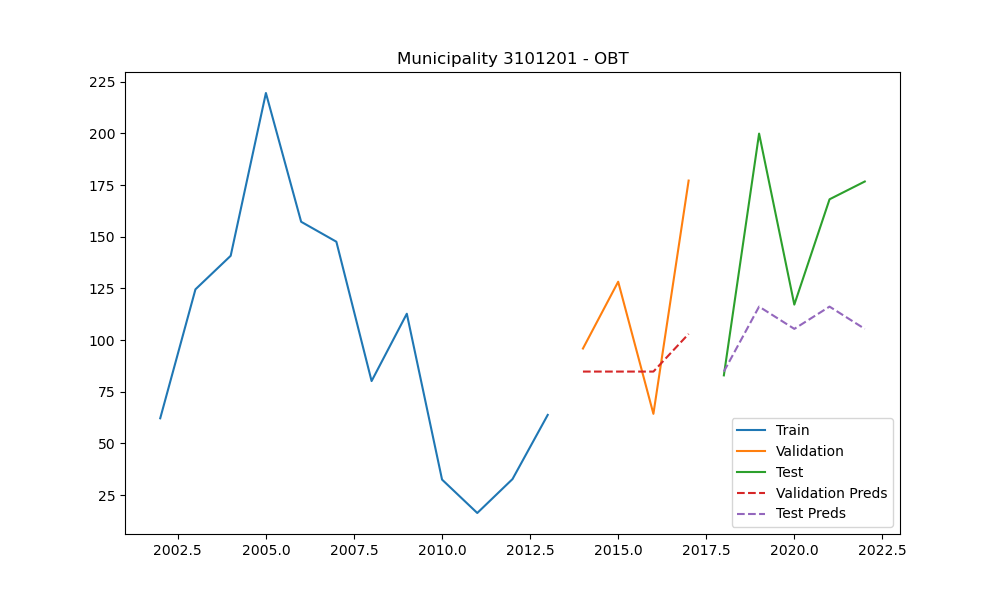 Municipality 3101201 - OBT
225
200
175
150
125
100
75
50
25
2002.5 2005.0 2007.5 2010.0 2012.5 2015.0 2017.5 2020.0 2022.5
Train
Validation
Test
Validation Preds
Test Preds